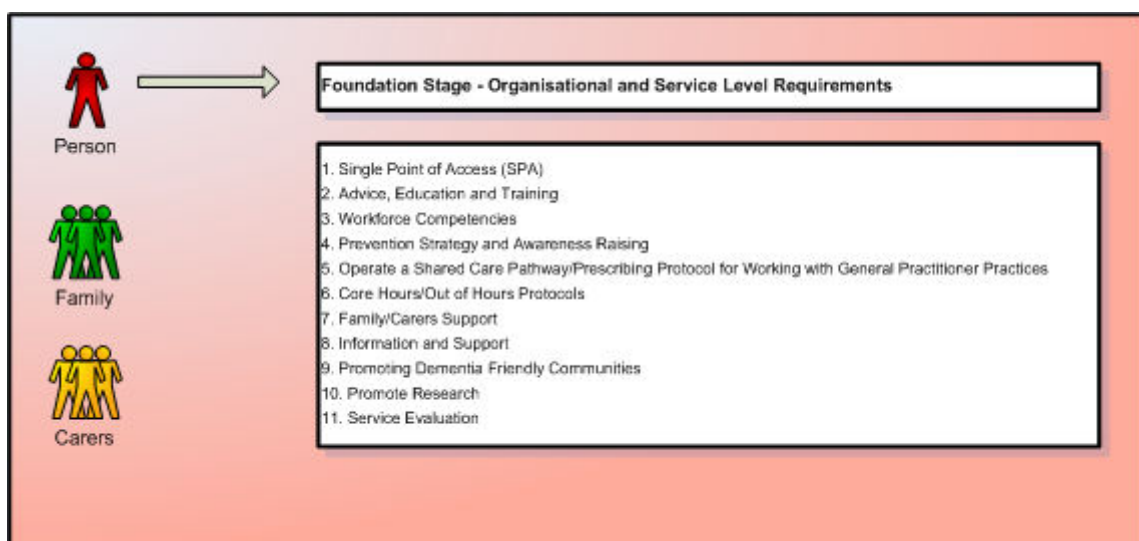 Person
Foundation Stage - Organisational and Service Level Requirements
Family
Carers
1. Single Point of Access (SPA)
2. Advice, Education and Training
3. Workforce Competencies
4. Prevention Strategy and Awareness Raising
5. Operate a Shared Care Pathway/Prescribing Protocol for Working with General Practitioner Practices
6. Core Hours/Out of Hours Protocols
7. Family/Carers Support
8. Information and Support
9. Promoting Dementia Friendly Communities
10. Promote Research
11. Service Evaluation